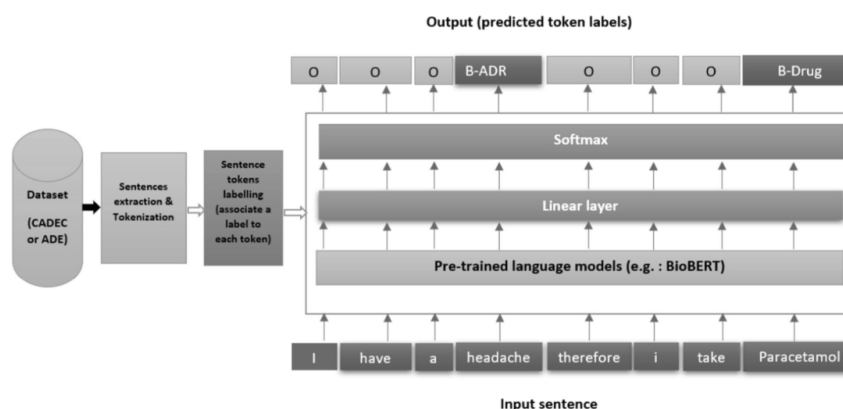 Output (predicted token labels)
O O O B-ADR O O O B-Drug
Softmax
Linear layer
Pre-trained language models (e.g. : BioBERT)
Dataset
(CADEC
or ADE)
Sentences
extraction &
Tokenization
Sentence
tokens
labelling
(associate a
label to
each token)
I have a headache therefore i take Paracetamol
Input sentence